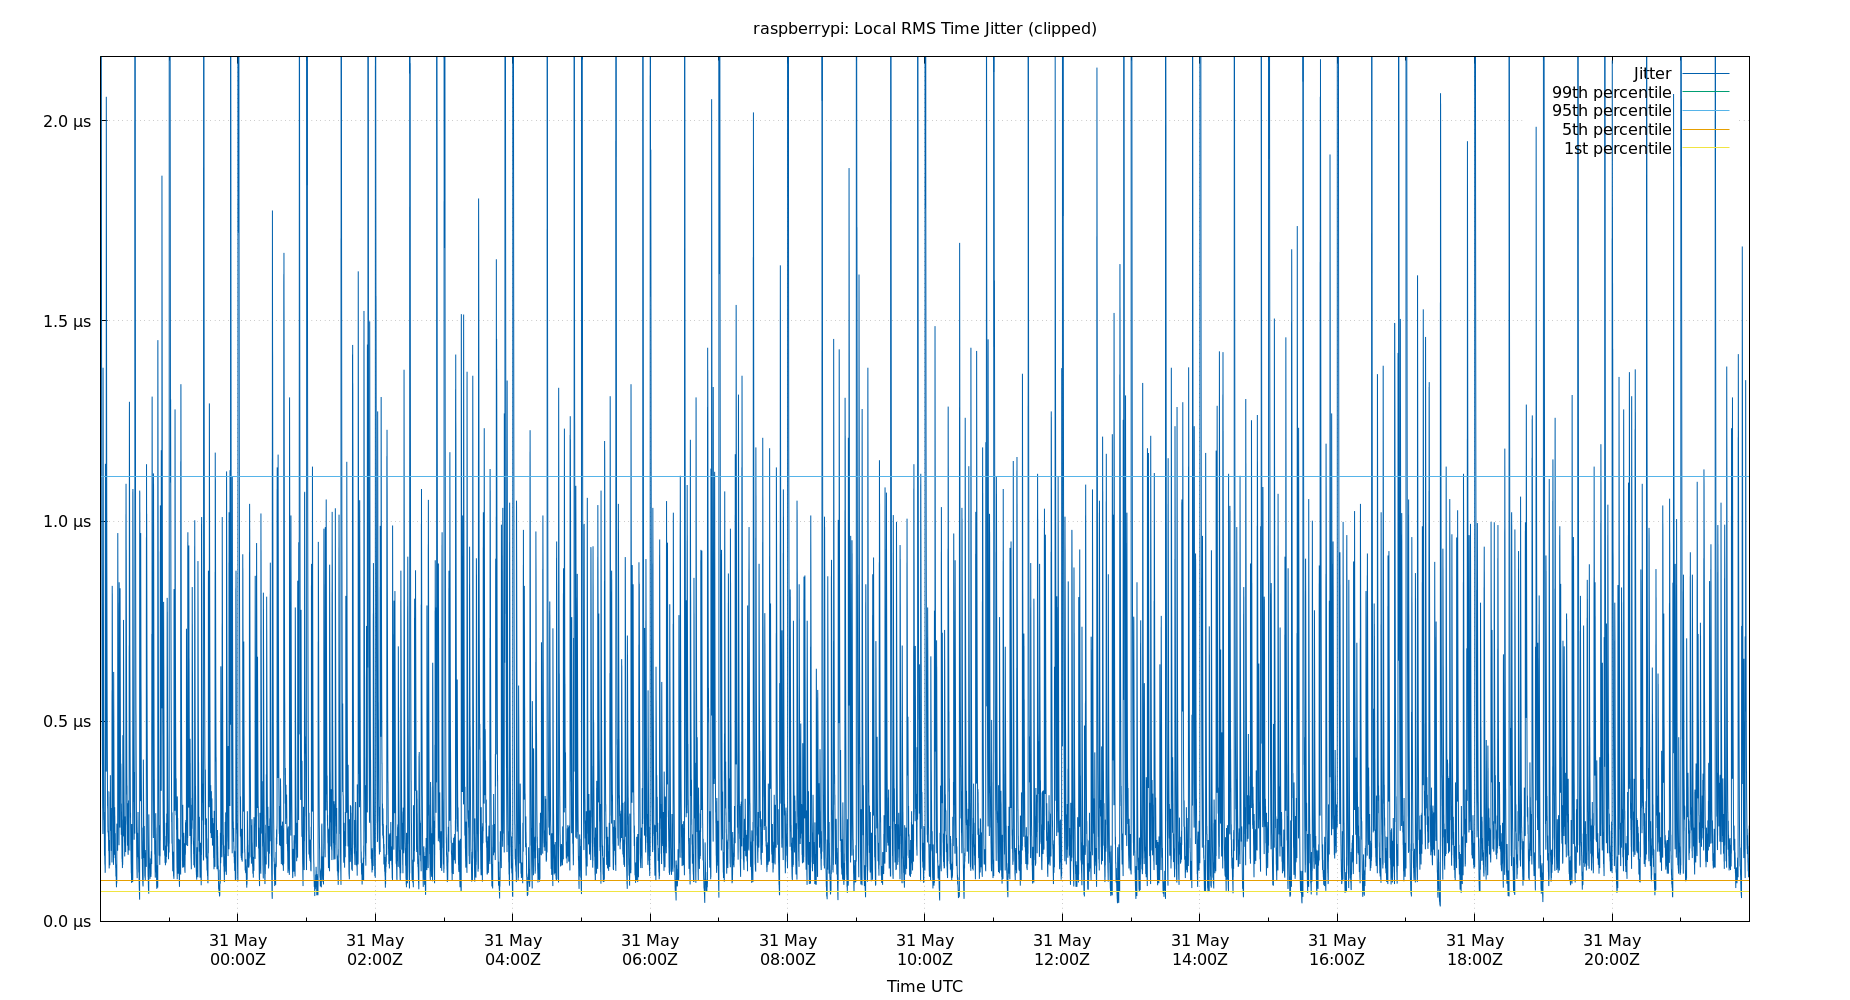 raspberrypi: Local RMS Time Jitter (clipped)
Jitter
99th percentile
95th percentile
5th percentile
1st percentile
2.0 µs
1.5 µs
1.0 µs
0.5 µs
0.0 µs
31 May 31 May 31 May 31 May 31 May 31 May 31 May 31 May 31 May 31 May 31 May
00:00Z 02:00Z 04:00Z 06:00Z 08:00Z 10:00Z 12:00Z 14:00Z 16:00Z 18:00Z 20:00Z
Time UTC